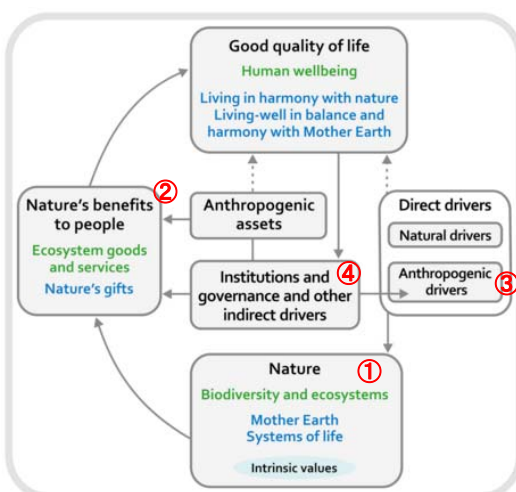 Good quality of life
Human wellbeing
Living in harmony with nature
Living-well in balance and
harmony with Mother Earth
②
Nature's benefits
to people
Ecosystem goods
and services
Nature's gifts
Anthropogenic
assets
Direct drivers
Natural drivers
Anthropogenic
drivers
③
④
Institutions and
governance and other
indirect drivers
①
Nature
Biodiversity and ecosystems
Mother Earth
Systems of life
Intrinsic values